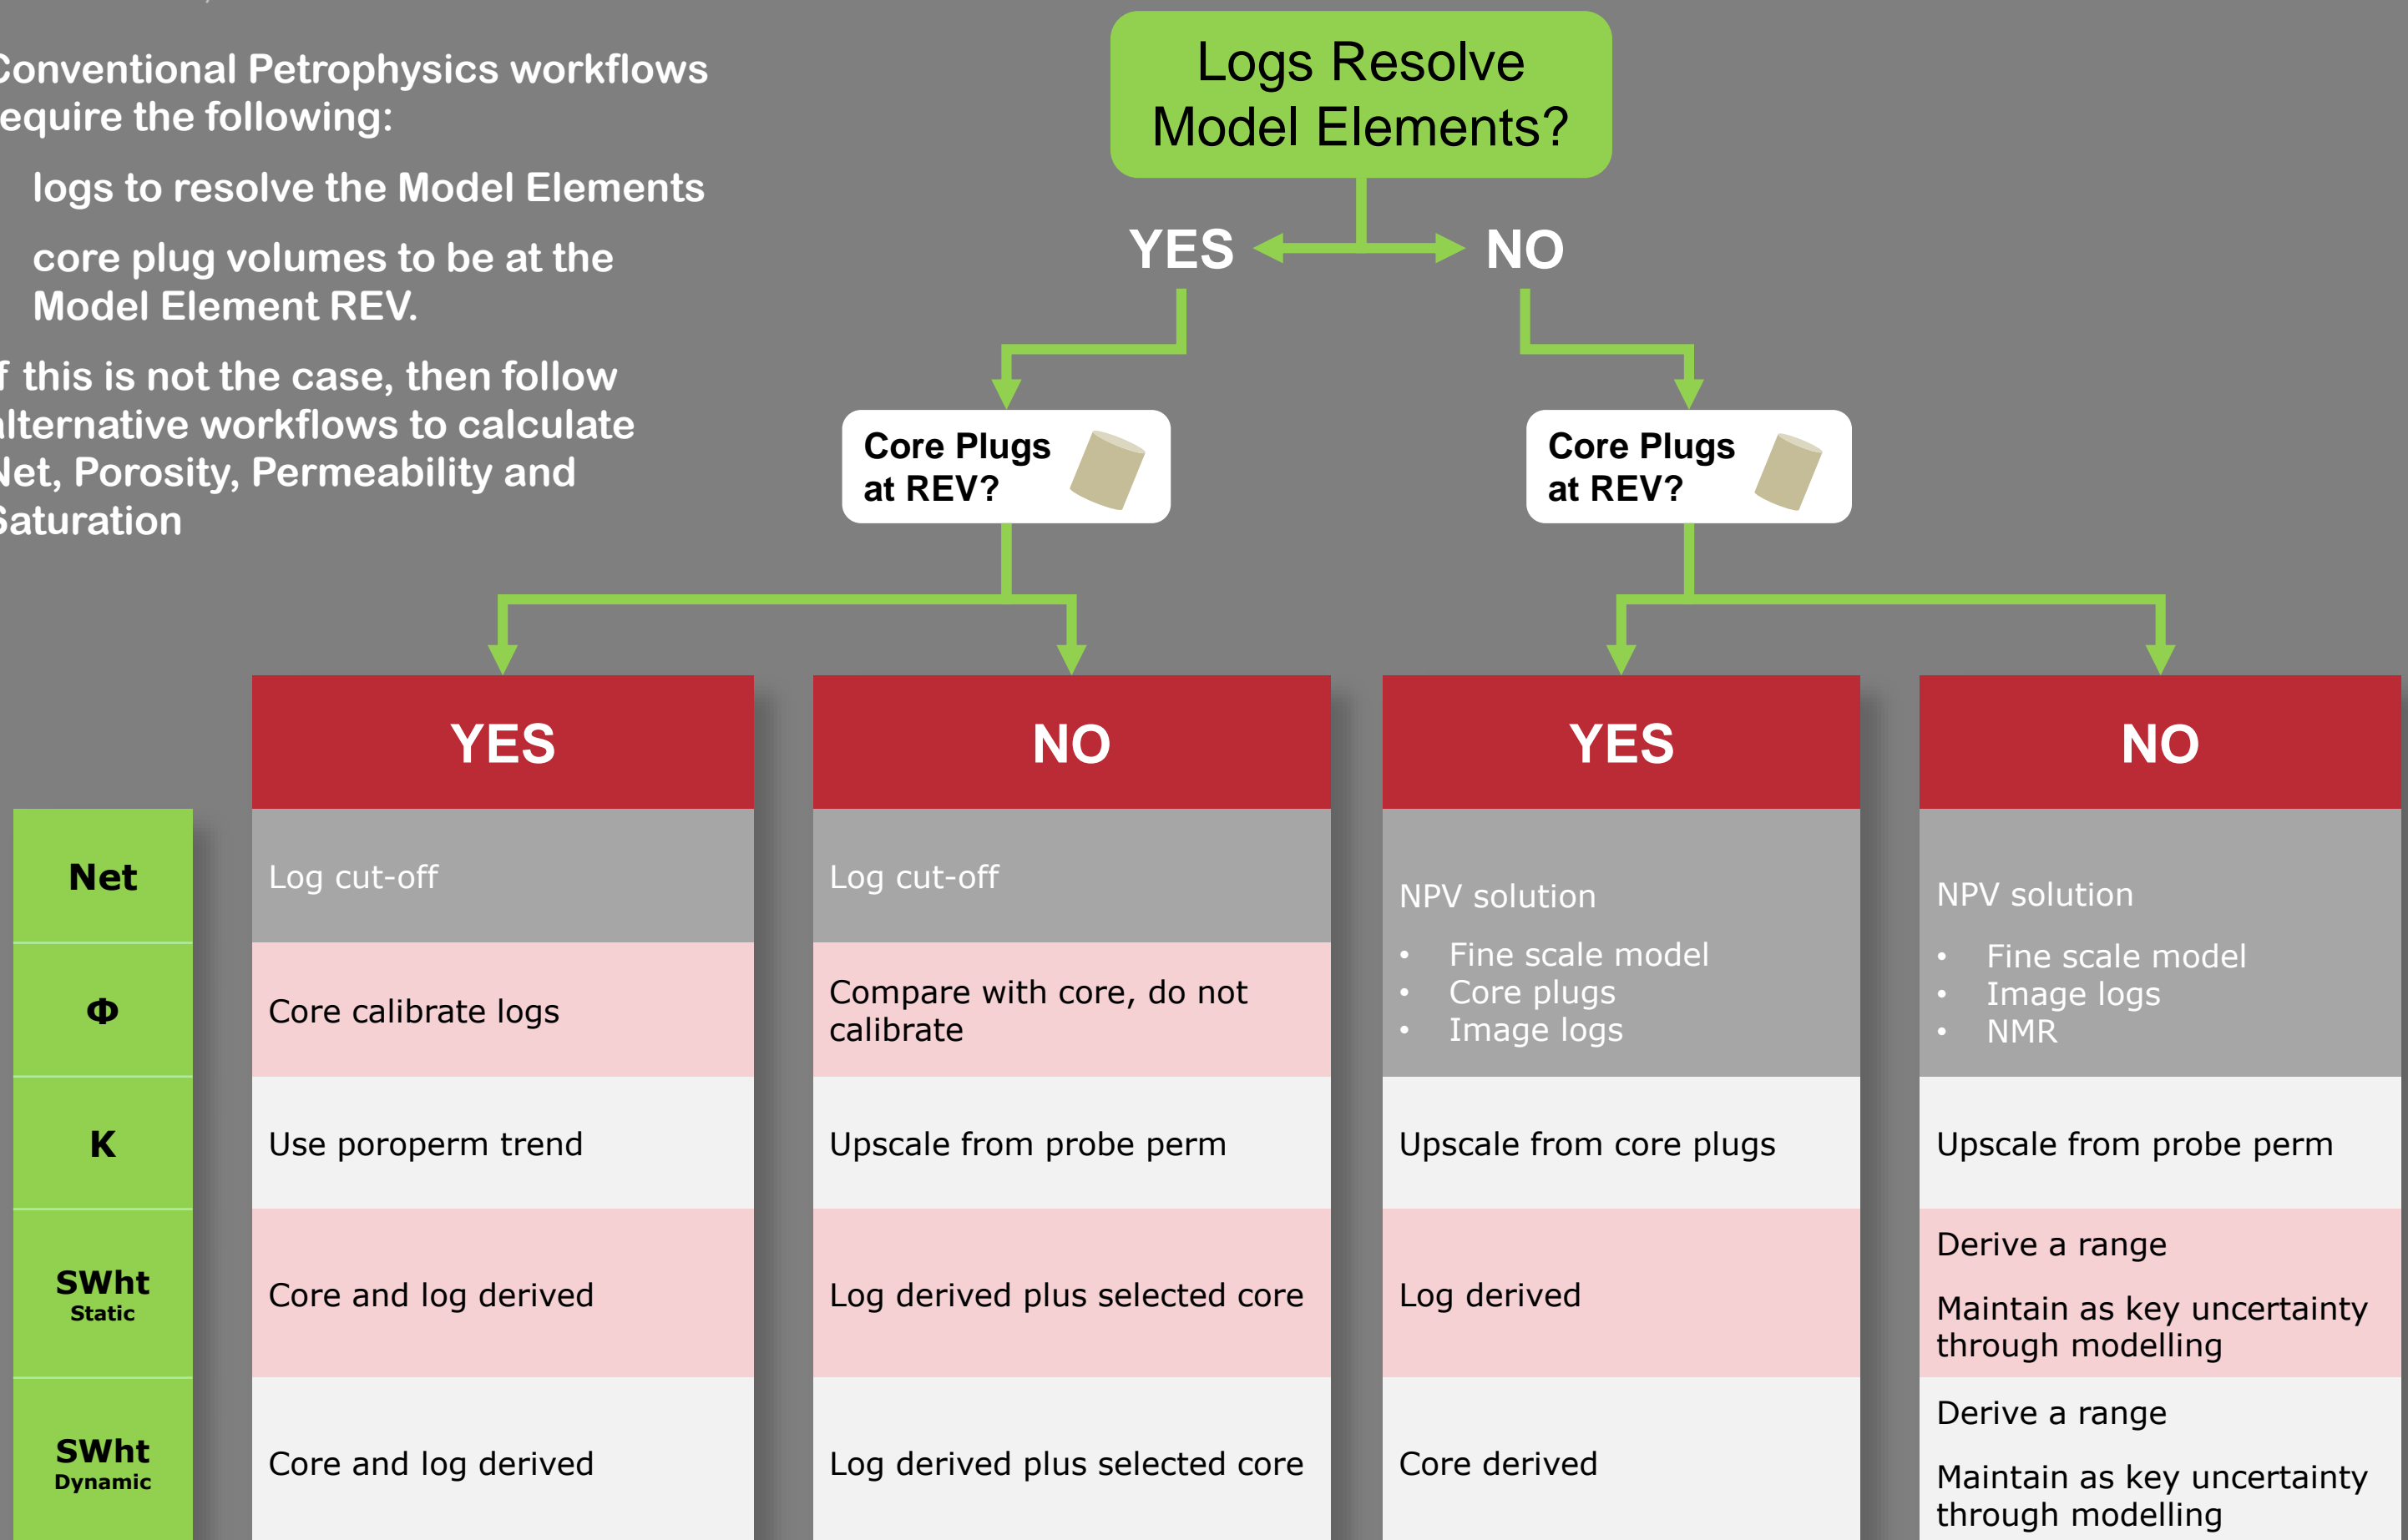 Conventional Petrophysics workflows
require the following:
logs to resolve the Model Elements
core plug volumes to be at the
Model Element REV.
If this is not the case, then follow
alternative workflows to calculate
Net, Porosity, Permeability and
Saturation
Logs Resolve
Model Elements?
YES
NO
Core Plugs
at REV?
Core Plugs
at REV?
YES
NO
YES
NO
Net
Log cut-off
Log cut-off
NPV solution
• Fine scale model
• Core plugs
• Image logs
NPV solution
• Fine scale model
• Image logs
• NMR
Φ
Core calibrate logs
Compare with core, do not
calibrate
K
Use poroperm trend
Upscale from probe perm
Upscale from core plugs
Upscale from probe perm
SWht
Static
Core and log derived
Log derived plus selected core
Log derived
Derive a range
Maintain as key uncertainty
through modelling
SWht
Dynamic
Core and log derived
Log derived plus selected core
Core derived
Derive a range
Maintain as key uncertainty
through modelling